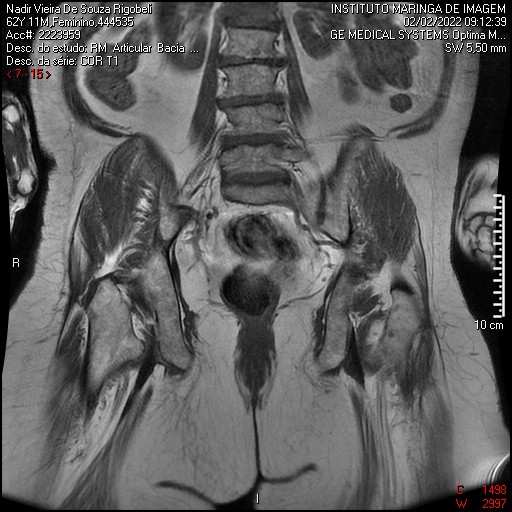 Nadir Vieira De Souza Rigobeli
62Y 11M,Feminino,444535
Acc#: 2223959
Desc. do estudo: RM Articular Bacia ...
Desc. da série: COR T1
< 7 - 15 >
INSTITUTO MARINGA DE IMAGEM
02/02/2022 09:12:39
GE MEDICAL SYSTEMS Optima M...
SW 5,50 mm
R
10 cm
I
C 1498
W 2997